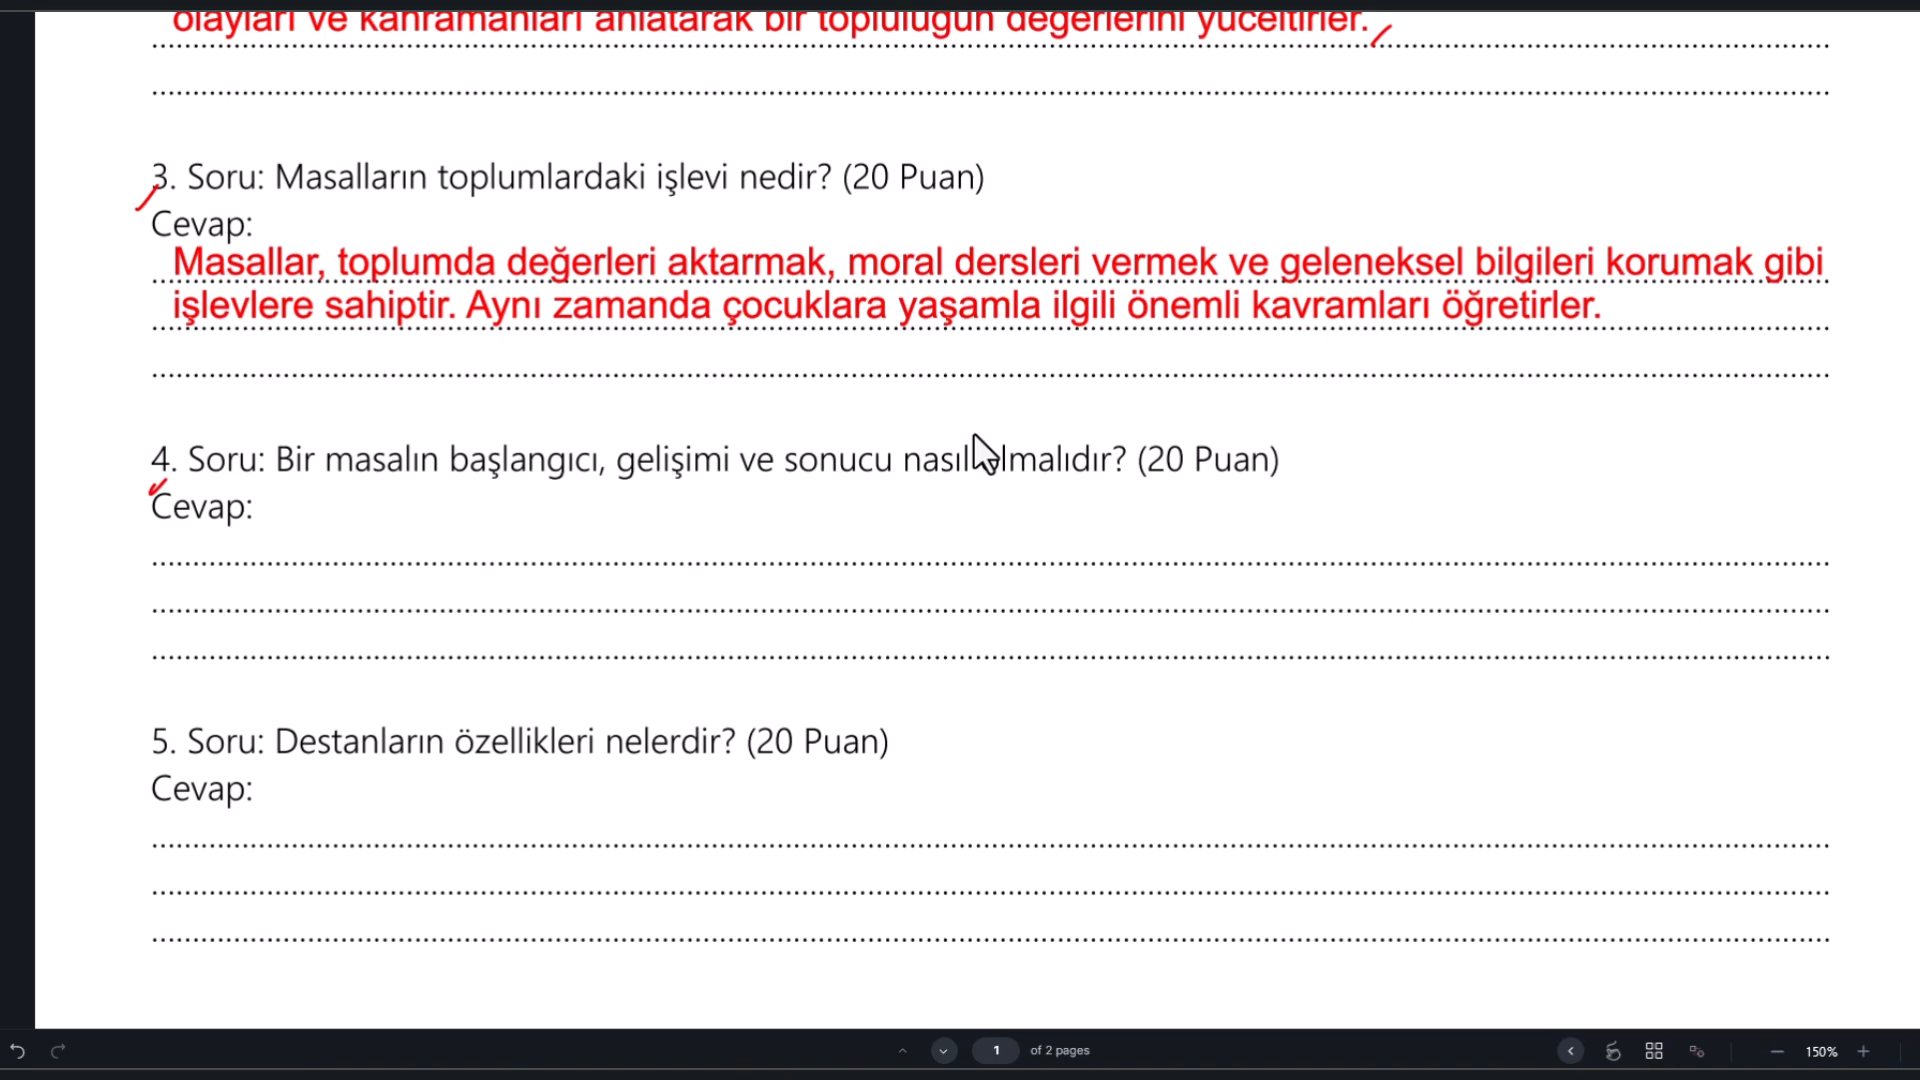 olayları ve kahramanları anlatarak bir topluluğun değerlerini yüceltirler.
3. Soru: Masalların toplumlardaki işlevi nedir? (20 Puan)
Cevap:
Masallar, toplumda değerleri aktarmak, moral dersleri vermek ve geleneksel bilgileri korumak gibi
işlevlere sahiptir. Aynı zamanda çocuklara yaşamla ilgili önemli kavramları öğretirler.
4. Soru: Bir masalın başlangıcı, gelişimi ve sonucu nasıl olmalıdır? (20 Puan)
Cevap:
5. Soru: Destanların özellikleri nelerdir? (20 Puan)
Cevap:
1 of 2 pages
150%